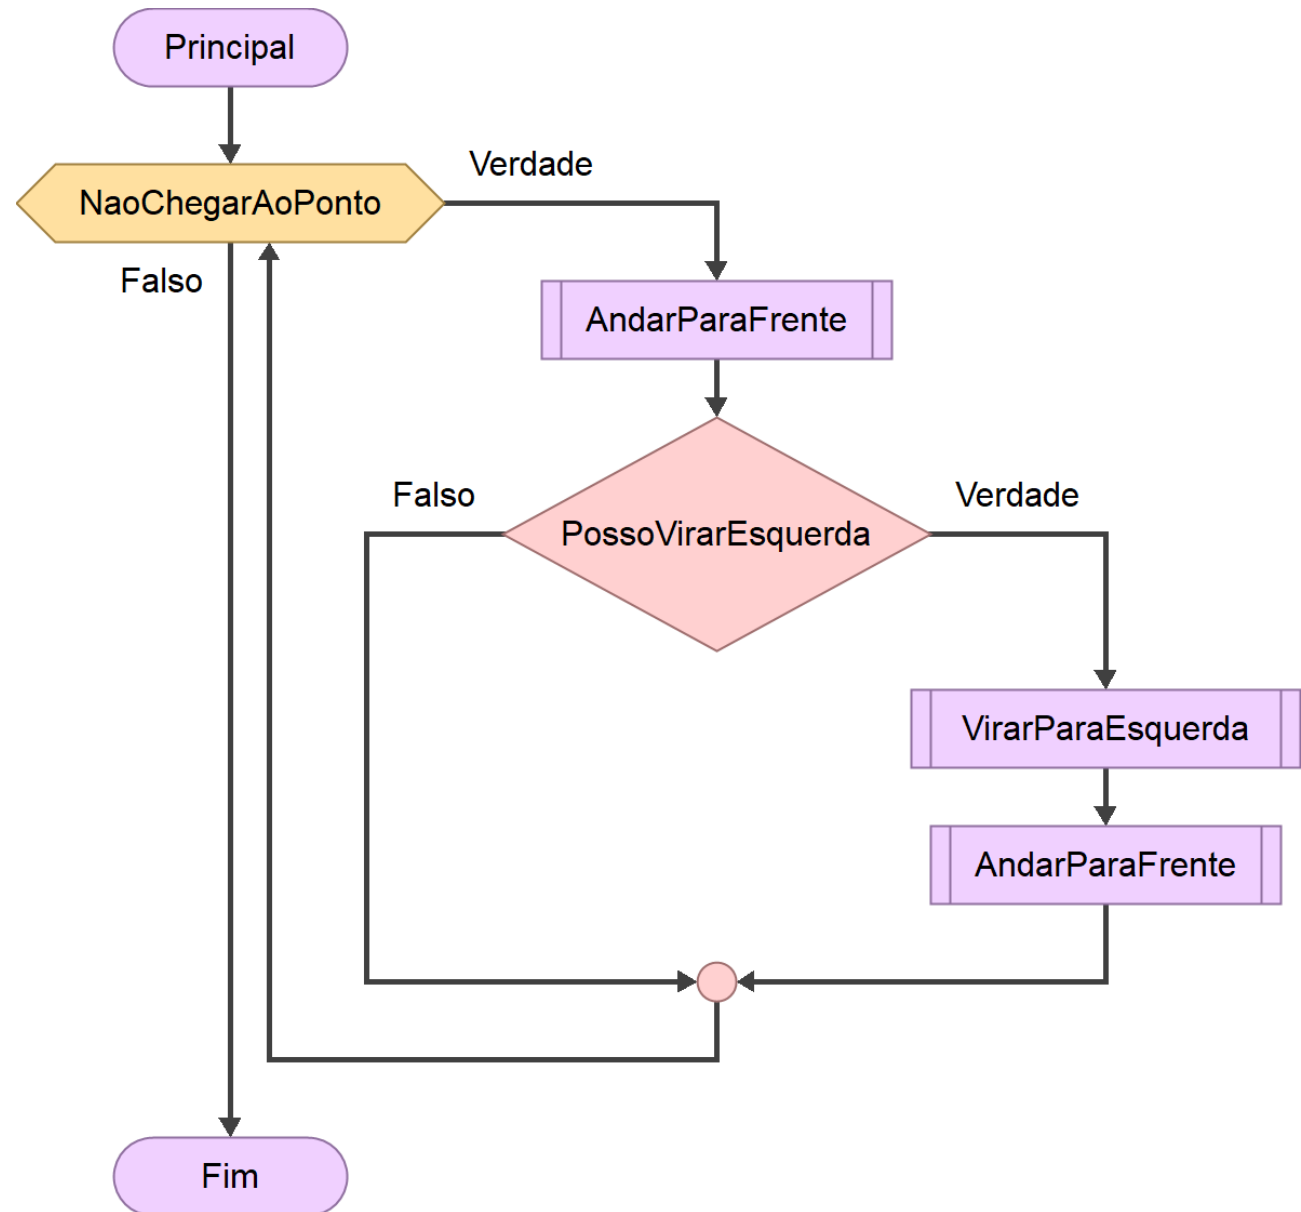 Principal
NaoChegarAoPonto
Verdade
Falso
AndarParaFrente
PossoVirarEsquerda
Falso
Verdade
VirarParaEsquerda
AndarParaFrente
Fim